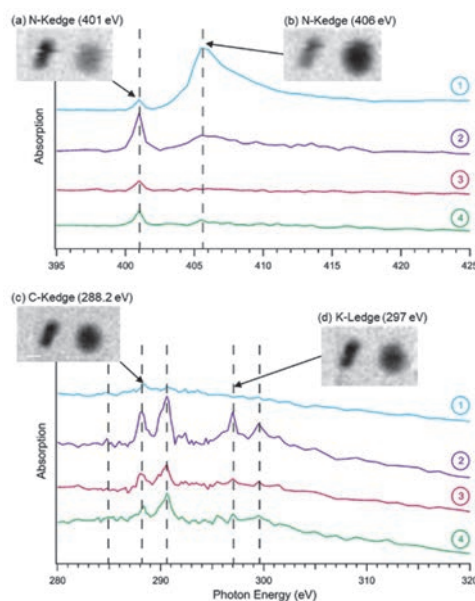 (a) N-Kedge (401 eV)
(b) N-Kedge (406 eV)
Absorption
1
2
3
4
395 400 405 410 415 420 425
(c) C-Kedge (288.2 eV)
(d) K-Ledge (297 eV)
Absorption
1
2
3
4
280 290 300 310 320
Photon Energy (eV)